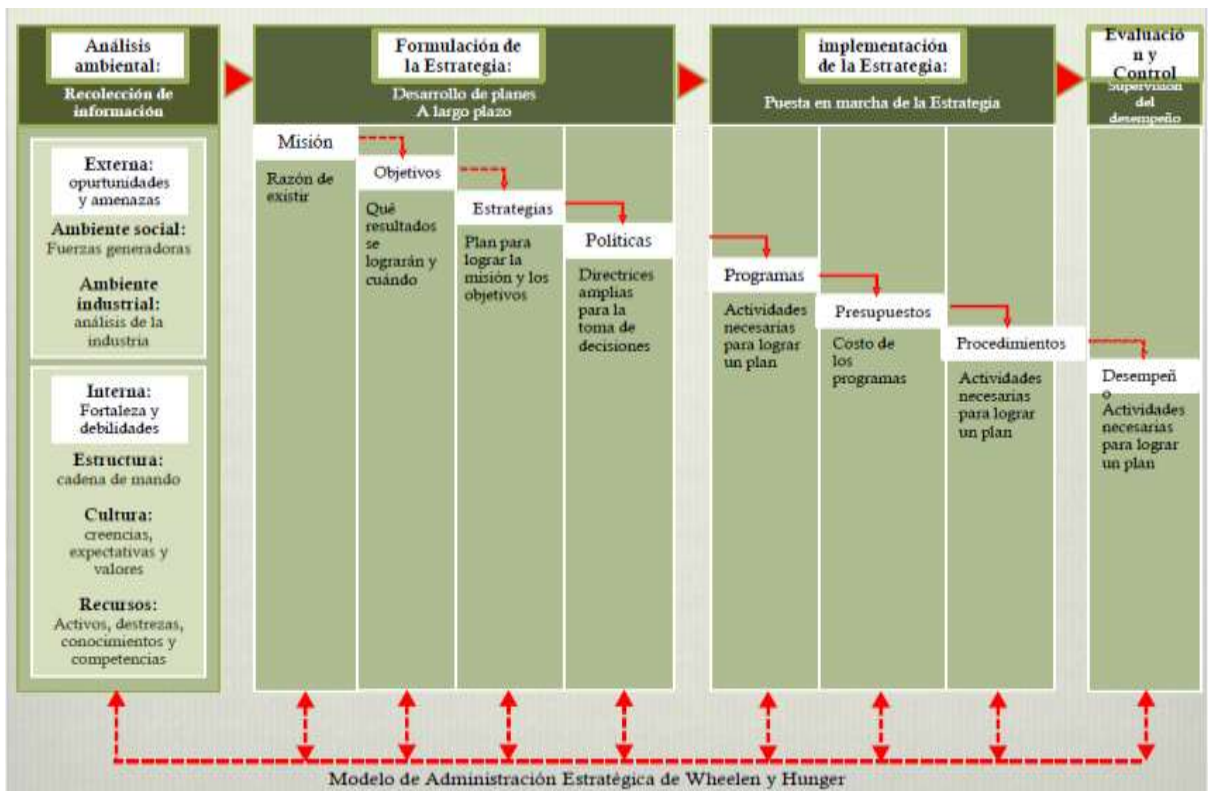 Análisis
ambiental:
Recolección de
información
Externa:
opurtunidades
y amenazas
Ambiente social:
Fuerzas generadoras
Ambiente
industrial:
análisis de la
industria
Interna:
Fortaleza y
debilidades
Estructura:
cadena de mando
Cultura:
creencias,
expectativas y
valores
Recursos:
Activos, destrezas,
conocimientos y
competencias
Formulación de
la Estrategia:
Desarrollo de planes
A largo plazo
Misión
Razón de
existir
Objetivos
Qué
resultados
se
lograrán y
cuándo
Estrategias
Plan para
lograr la
misión y los
objetivos
Políticas
Directrices
amplias
para la
toma de
decisiones
implementación
de la Estrategia:
Puesta en marcha de la Estrategia
Programas
Actividades
necesarias
para lograr
un plan
Presupuestos
Costo de
los
programas
Procedimientos
Actividades
necesarias
para lograr
un plan
Evaluació
n y
Control
Supervisión
del
desempeño
Desempeñ
o
Actividades
necesarias
para lograr
un plan
Modelo de Administración Estratégica de Wheelen y Hunger